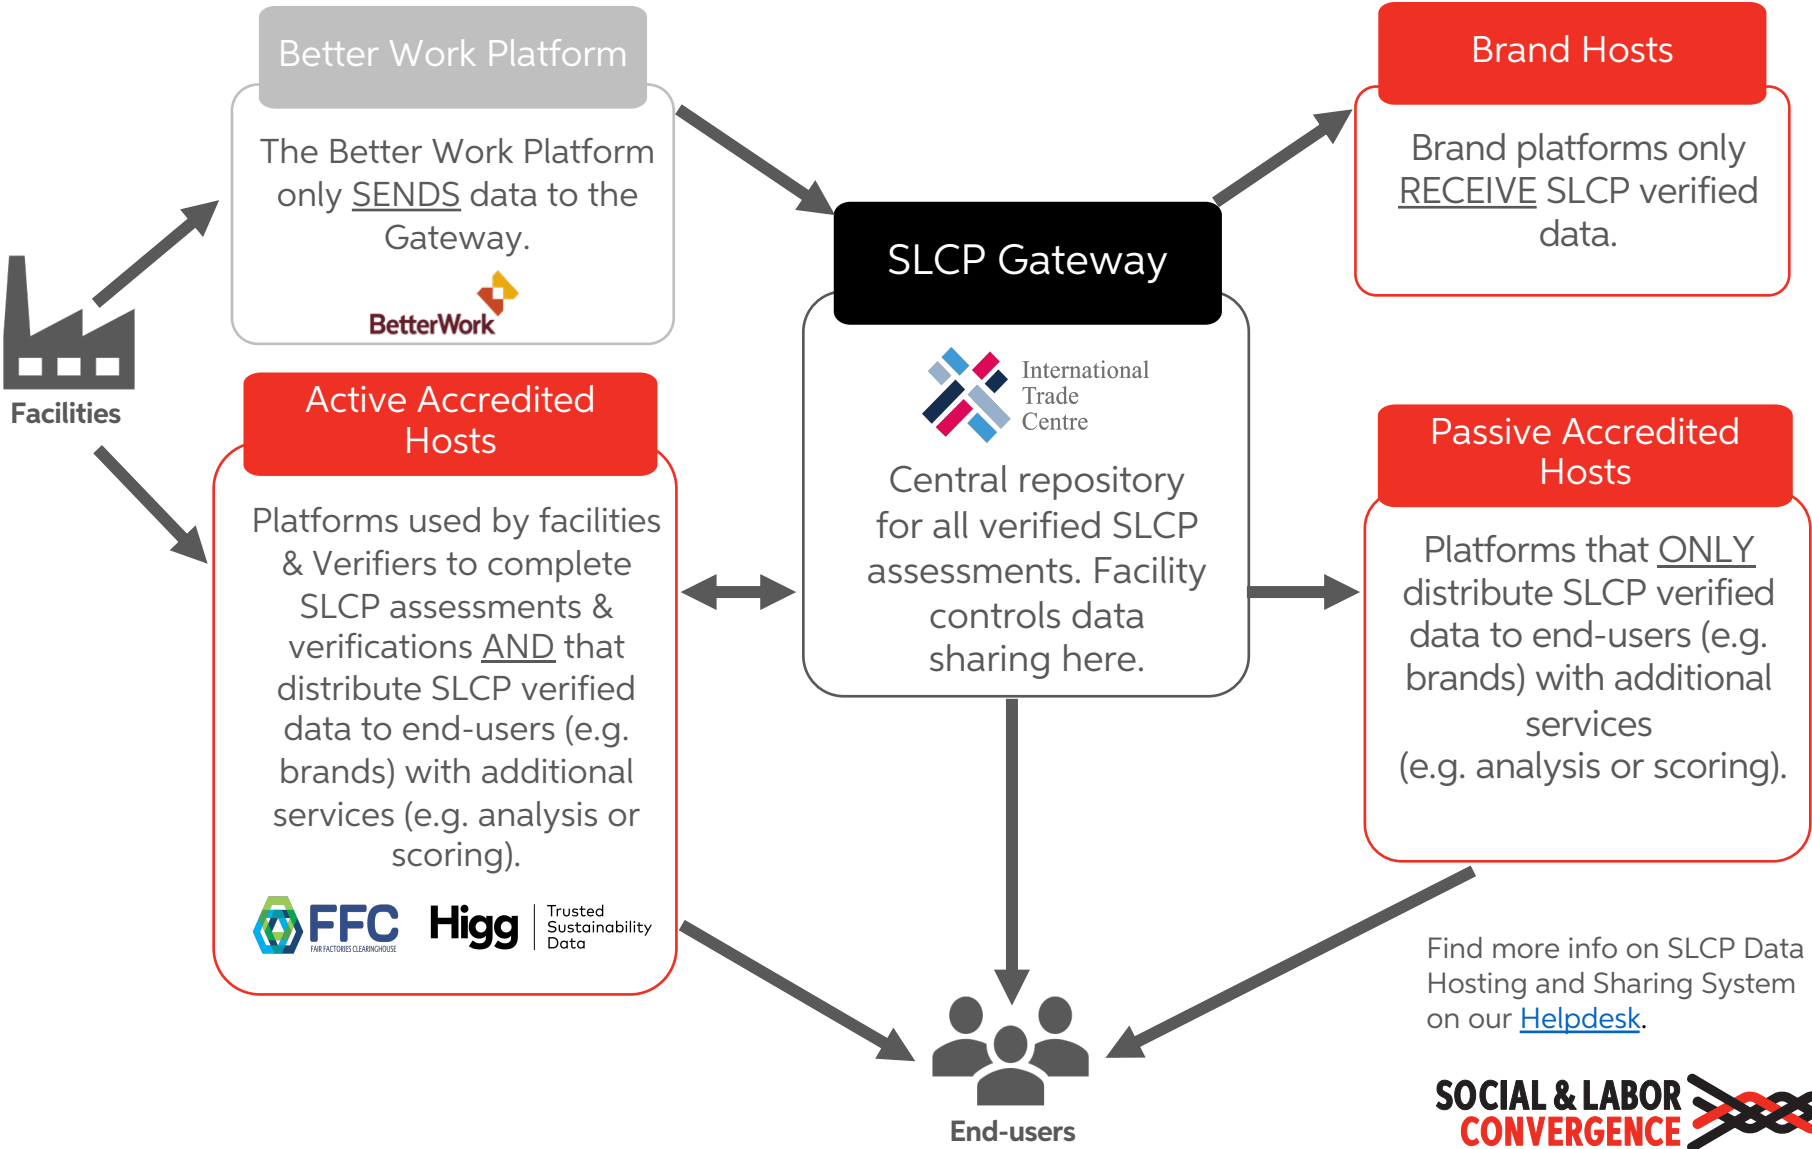 Better Work Platform
The Better Work Platform
only SENDS data to the
Gateway.
BetterWork
Facilities
Active Accredited
Hosts
Platforms used by facilities
& Verifiers to complete
SLCP assessments &
verifications AND that
distribute SLCP verified
data to end-users (e.g.
brands) with additional
services (e.g. analysis or
scoring).
FFC
FAIR FACTORIES CLEARINGHOUSE
Higg
Trusted
Sustainability
Data
SLCP Gateway
International
Trade
Centre
Central repository
for all verified SLCP
assessments. Facility
controls data
sharing here.
End-users
Brand Hosts
Brand platforms only
RECEIVE SLCP verified
data.
Passive Accredited
Hosts
Platforms that ONLY
distribute SLCP verified
data to end-users (e.g.
brands) with additional
services
(e.g. analysis or scoring).
Find more info on SLCP Data
Hosting and Sharing System
on our Helpdesk.
SOCIAL & LABOR
CONVERGENCE